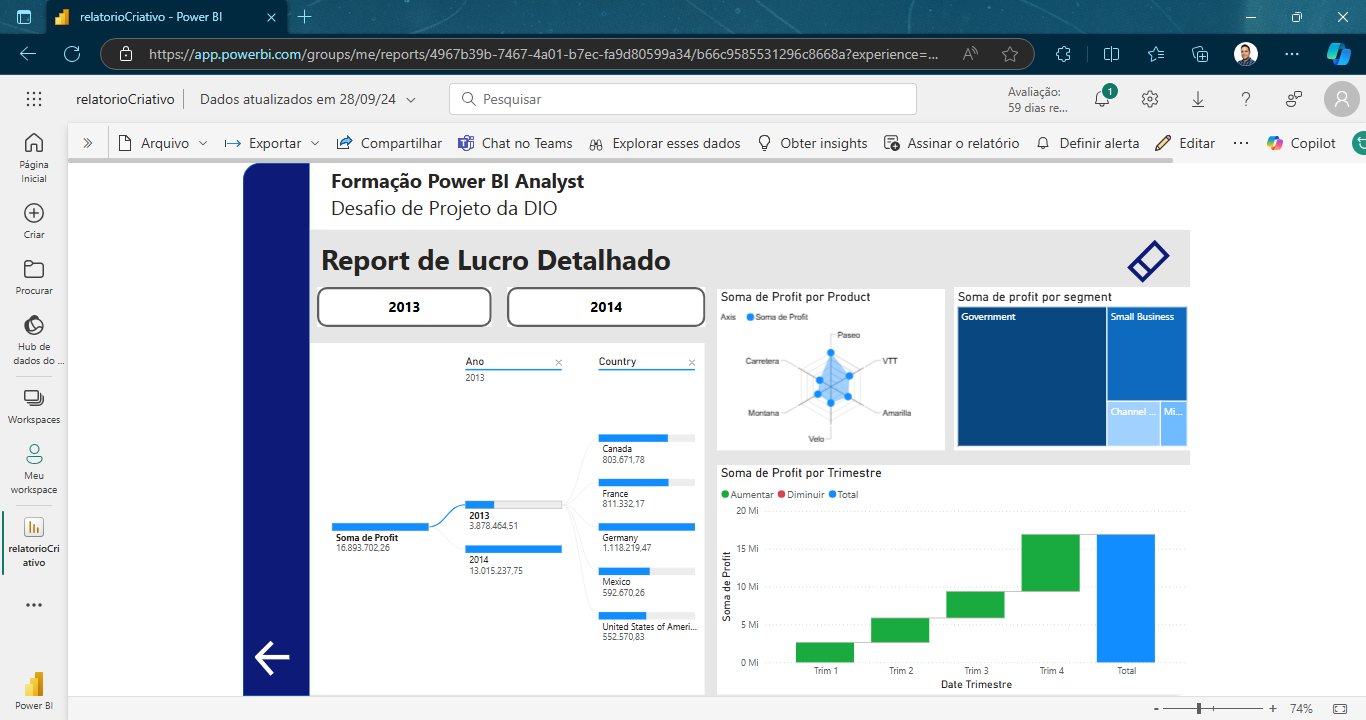 relatorioCriativo - Power BI
https://app.powerbi.com/groups/me/reports/4967b39b-7467-4a01-b7ec-fa9d80599a34/b66c9585531296c8668a?experience=...
relatorioCriativo
Dados atualizados em 28/09/24
Pesquisar
Avaliação:
59 dias re...
1
Arquivo
Exportar
Compartilhar
Chat no Teams
Explorar esses dados
Obter insights
Assinar o relatório
Definir alerta
Editar
Copilot
Página
Inicial
Criar
Procurar
Hub de
dados do ...
Workspaces
Meu
workspace
relatorioCri
ativo
Power BI
Formação Power BI Analyst
Desafio de Projeto da DIO
Report de Lucro Detalhado
2013
2014
Ano
2013
Country
Soma de Profit
16.893.702,26
2013
3.878.464,51
2014
13.015.237,75
Canada
803.671,78
France
811.332,17
Germany
1.118.219,47
Mexico
592.670,26
United States of Ameri...
552.570,83
Soma de Profit por Product
Axis
Soma de Profit
Paseo
VTT
Amarilla
Velo
Montana
Carretera
Soma de profit por segment
Government
Small Business
Channel ...
Mi...
Soma de Profit por Trimestre
Aumentar
Diminuir
Total
Soma de Profit
20 Mi
15 Mi
10 Mi
5 Mi
0 Mi
Trim 1
Trim 2
Trim 3
Trim 4
Total
Date Trimestre
- + 74%